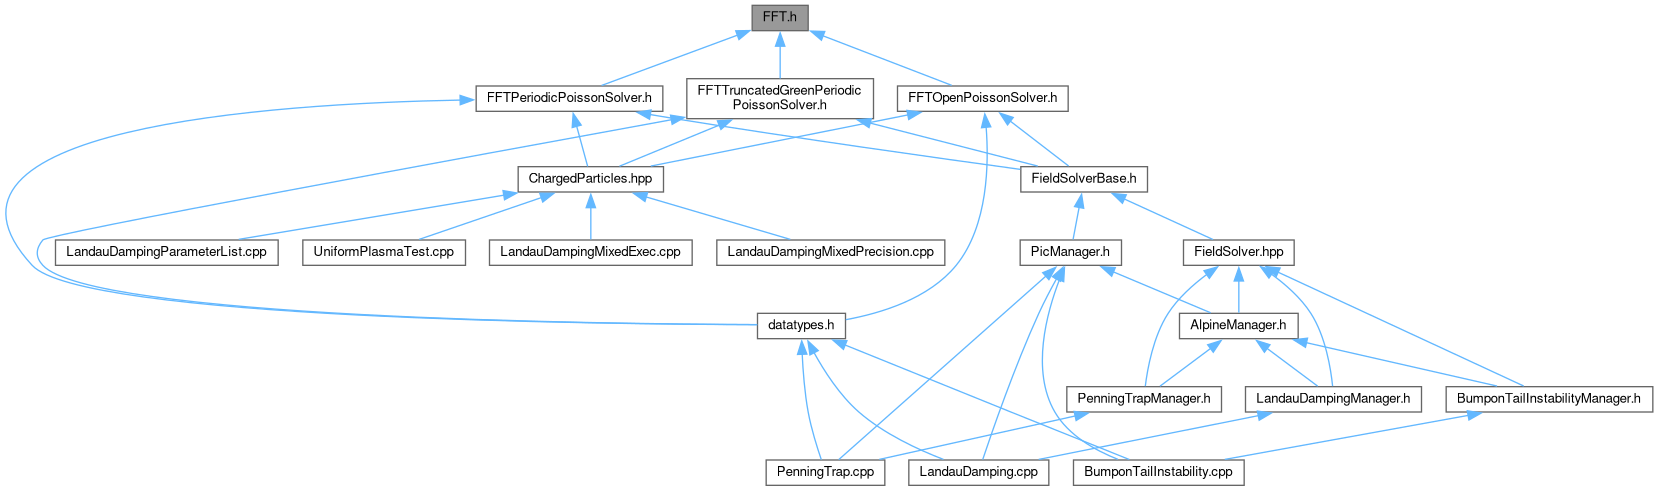 FFT.h
FFTPeriodicPoissonSolver.h
FFTTruncatedGreenPeriodic
PoissonSolver.h
FFTOpenPoissonSolver.h
ChargedParticles.hpp
FieldSolverBase.h
LandauDampingParameterList.cpp
UniformPlasmaTest.cpp
LandauDampingMixedExec.cpp
LandauDampingMixedPrecision.cpp
PicManager.h
FieldSolver.hpp
datatypes.h
AlpineManager.h
PenningTrapManager.h
LandauDampingManager.h
BumponTailInstabilityManager.h
PenningTrap.cpp
LandauDamping.cpp
BumponTailInstability.cpp